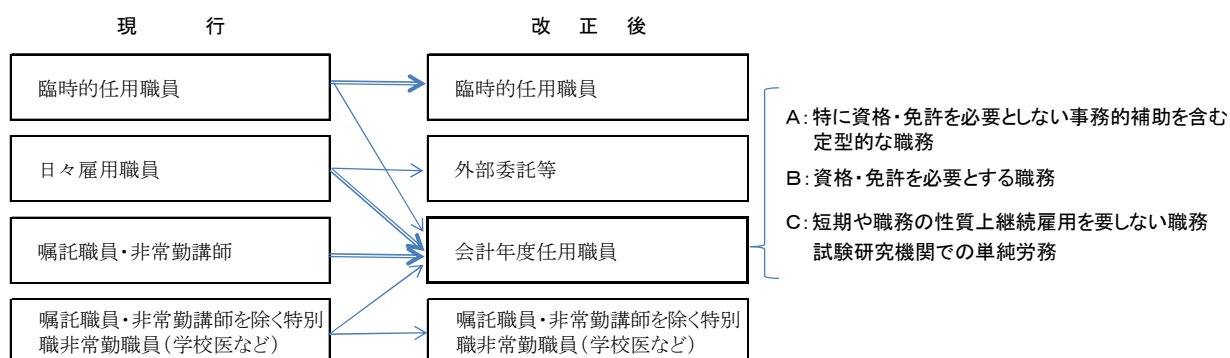 現 行
臨時的任用職員
日々雇用職員
嘱託職員・非常勤講師
嘱託職員・非常勤講師を除く特別
職非常勤職員(学校医など)
改 正 後
臨時的任用職員
外部委託等
会計年度任用職員
嘱託職員・非常勤講師を除く特別
職非常勤職員(学校医など)
A:特に資格・免許を必要としない事務的補助を含む
定型的な職務
B:資格・免許を必要とする職務
C:短期や職務の性質上継続雇用を要しない職務
試験研究機関での単純労務